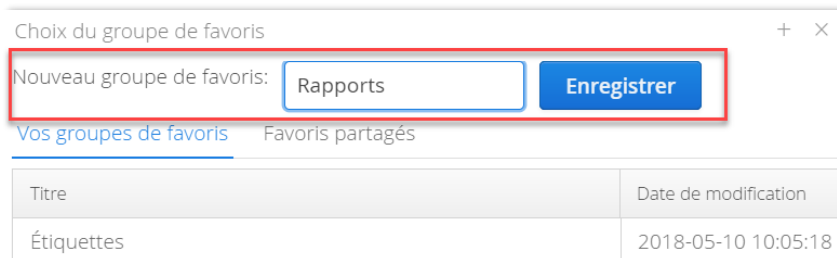 Choix du groupe de favoris
Nouveau groupe de favoris: Rapports Enregistrer
Vos groupes de favoris Favoris partagés
Titre Date de modification
Étiquettes 2018-05-10 10:05:18